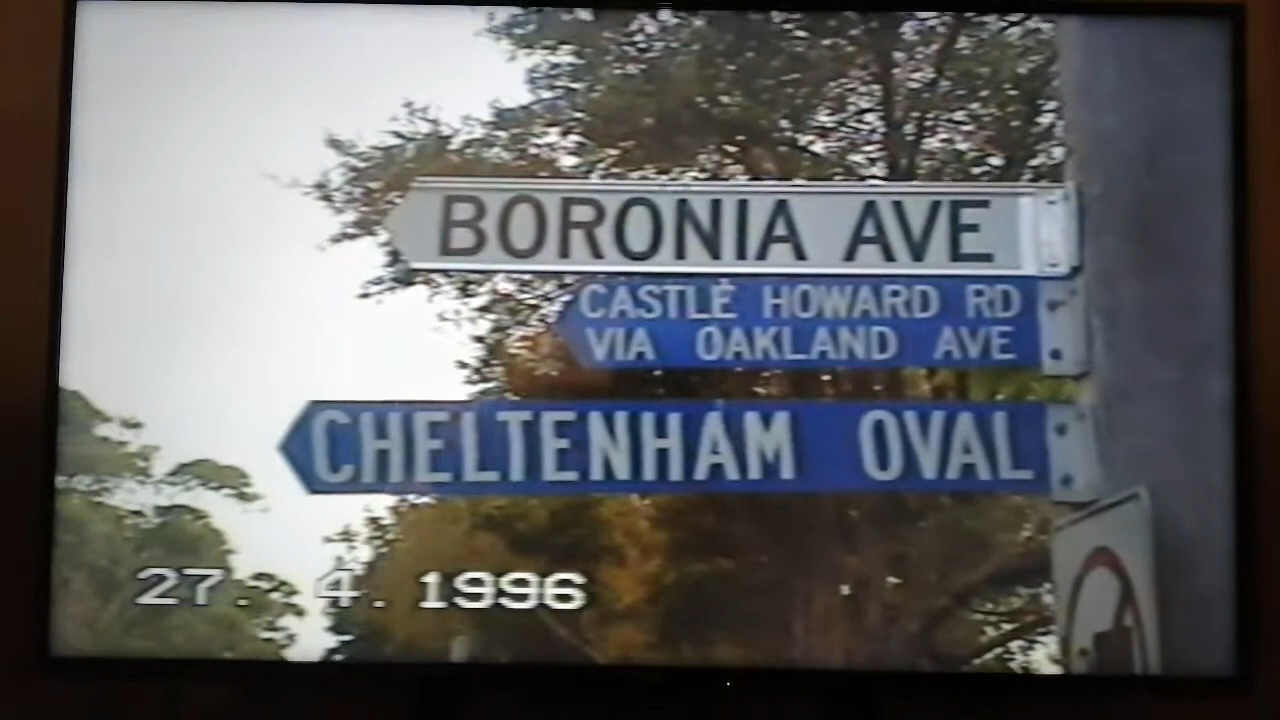 BORONIA AVE
CASTLE HOWARD RD
VIA OAKLAND AVE
CHELTENHAM OVAL
27. 4. 1996